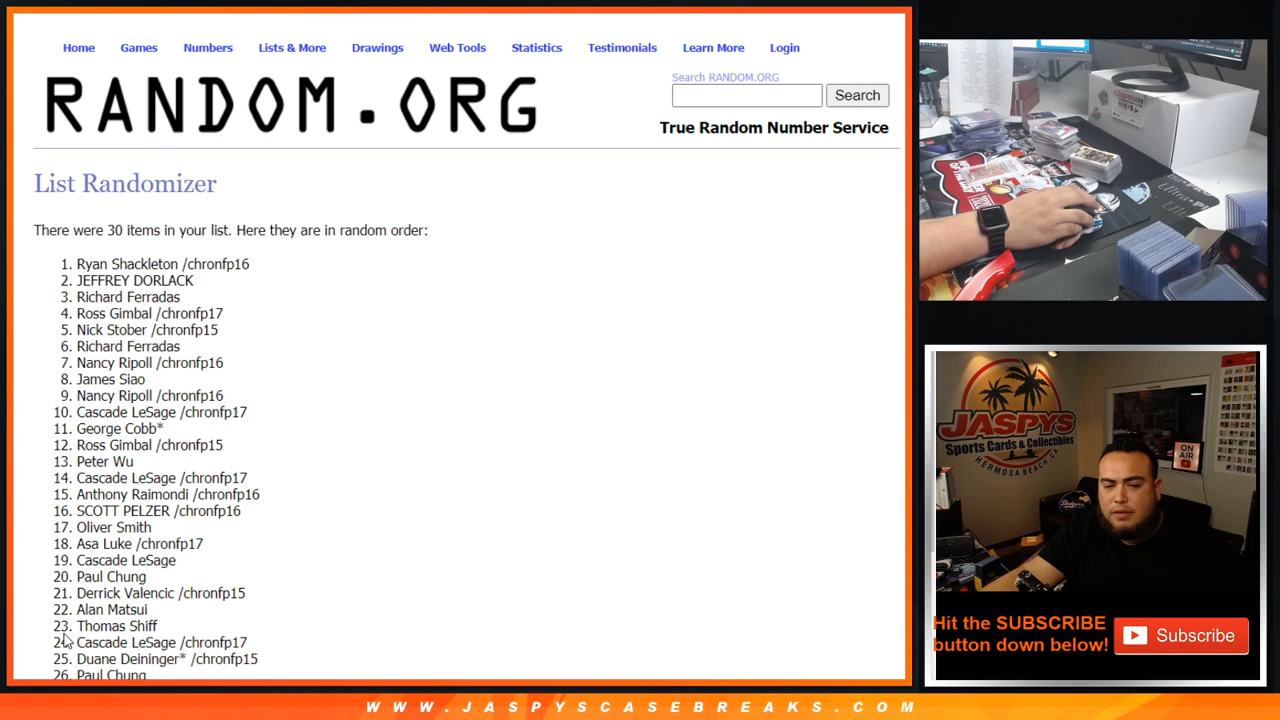 Home Games Numbers Lists & More Drawings Web Tools Statistics Testimonials Learn More Login
RANDOM.ORG
Search RANDOM.ORG
Search
True Random Number Service
List Randomizer
There were 30 items in your list. Here they are in random order:
1. Ryan Shackleton /chronfp16
2. JEFFREY DORLACK
3. Richard Ferradas
4. Ross Gimbal /chronfp17
5. Nick Stober /chronfp15
6. Richard Ferradas
7. Nancy Ripoll /chronfp16
8. James Siao
9. Nancy Ripoll /chronfp16
10. Cascade LeSage /chronfp17
11. George Cobb*
12. Ross Gimbal /chronfp15
13. Peter Wu
14. Cascade LeSage /chronfp17
15. Anthony Raimondi /chronfp16
16. SCOTT PELZER /chronfp16
17. Oliver Smith
18. Asa Luke /chronfp17
19. Cascade LeSage
20. Paul Chung
21. Derrick Valencic /chronfp15
22. Alan Matsui
23. Thomas Shiff
24. Cascade LeSage /chronfp17
25. Duane Deininger* /chronfp15
26. Paul Chung
JASPYS
Sports Cards & Collectibles
HERMOSA BEACH, CA
ON
AIR
Hit the SUBSCRIBE
button down below!
Subscribe
WWW.JASPYSCASEBREAKS.COM